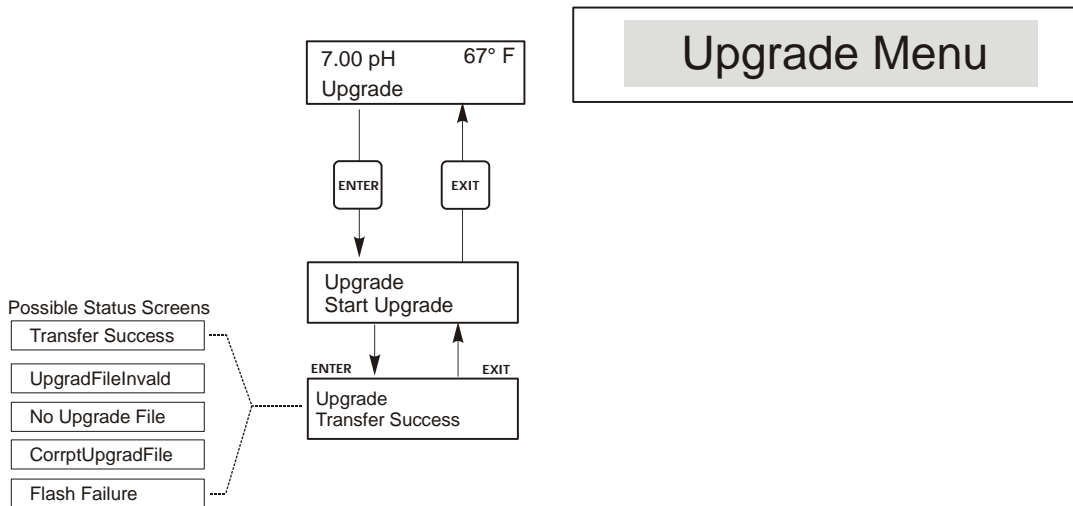 Upgrade Menu
7.00 pH 67° F
Upgrade
ENTER EXIT
Upgrade
Start Upgrade
ENTER EXIT
Upgrade
Transfer Success
Possible Status Screens
Transfer Success
UpgradFileInvald
No Upgrade File
CorrptUpgradFile
Flash Failure